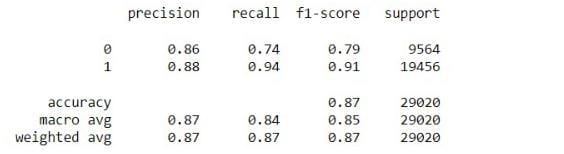 precision recall f1-score support
0 0.86 0.74 0.79 9564
1 0.88 0.94 0.91 19456
accuracy 0.87 29020
macro avg 0.87 0.84 0.85 29020
weighted avg 0.87 0.87 0.87 29020